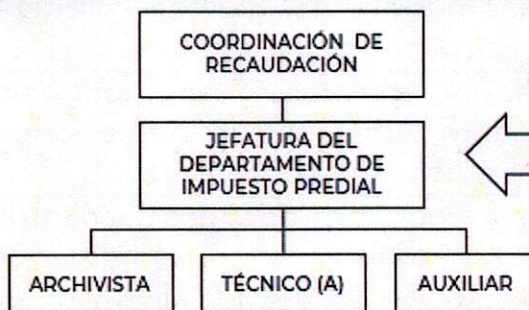 COORDINACIÓN DE
RECAUDACIÓN
JEFATURA DEL
DEPARTAMENTO DE
IMPUESTO PREDIAL
ARCHIVISTA
TÉCNICO (A)
AUXILIAR